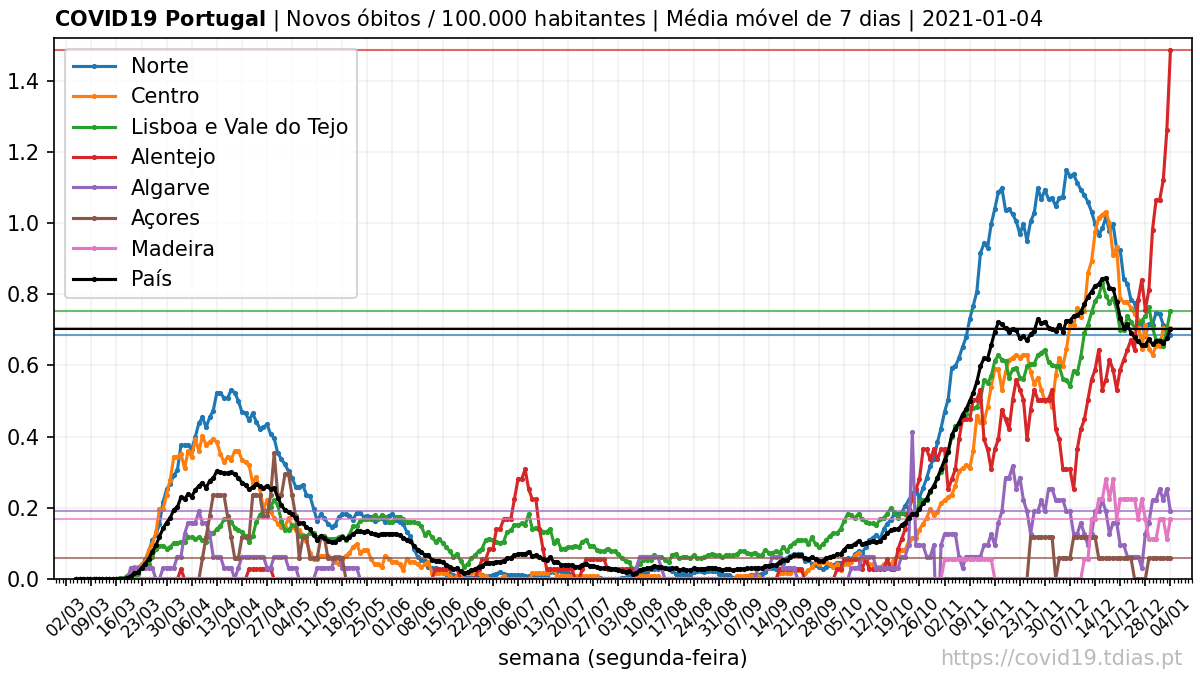 COVID19 Portugal | Novos óbitos / 100.000 habitantes | Média móvel de 7 dias | 2021-01-04
Norte
Centro
Lisboa e Vale do Tejo
Alentejo
Algarve
Açores
Madeira
País
1.4
1.2
1.0
0.8
0.6
0.4
0.2
0.0
02/03 09/03 16/03 23/03 30/03 06/04 13/04 20/04 27/04 04/05 11/05 18/05 25/05 01/06 08/06 15/06 22/06 29/06 06/07 13/07 20/07 27/07 03/08 10/08 17/08 24/08 31/08 07/09 14/09 21/09 28/09 05/10 12/10 19/10 26/10 02/11 09/11 16/11 23/11 30/11 07/12 14/12 21/12 28/12 04/01
semana (segunda-feira)
https://covid19.tdias.pt